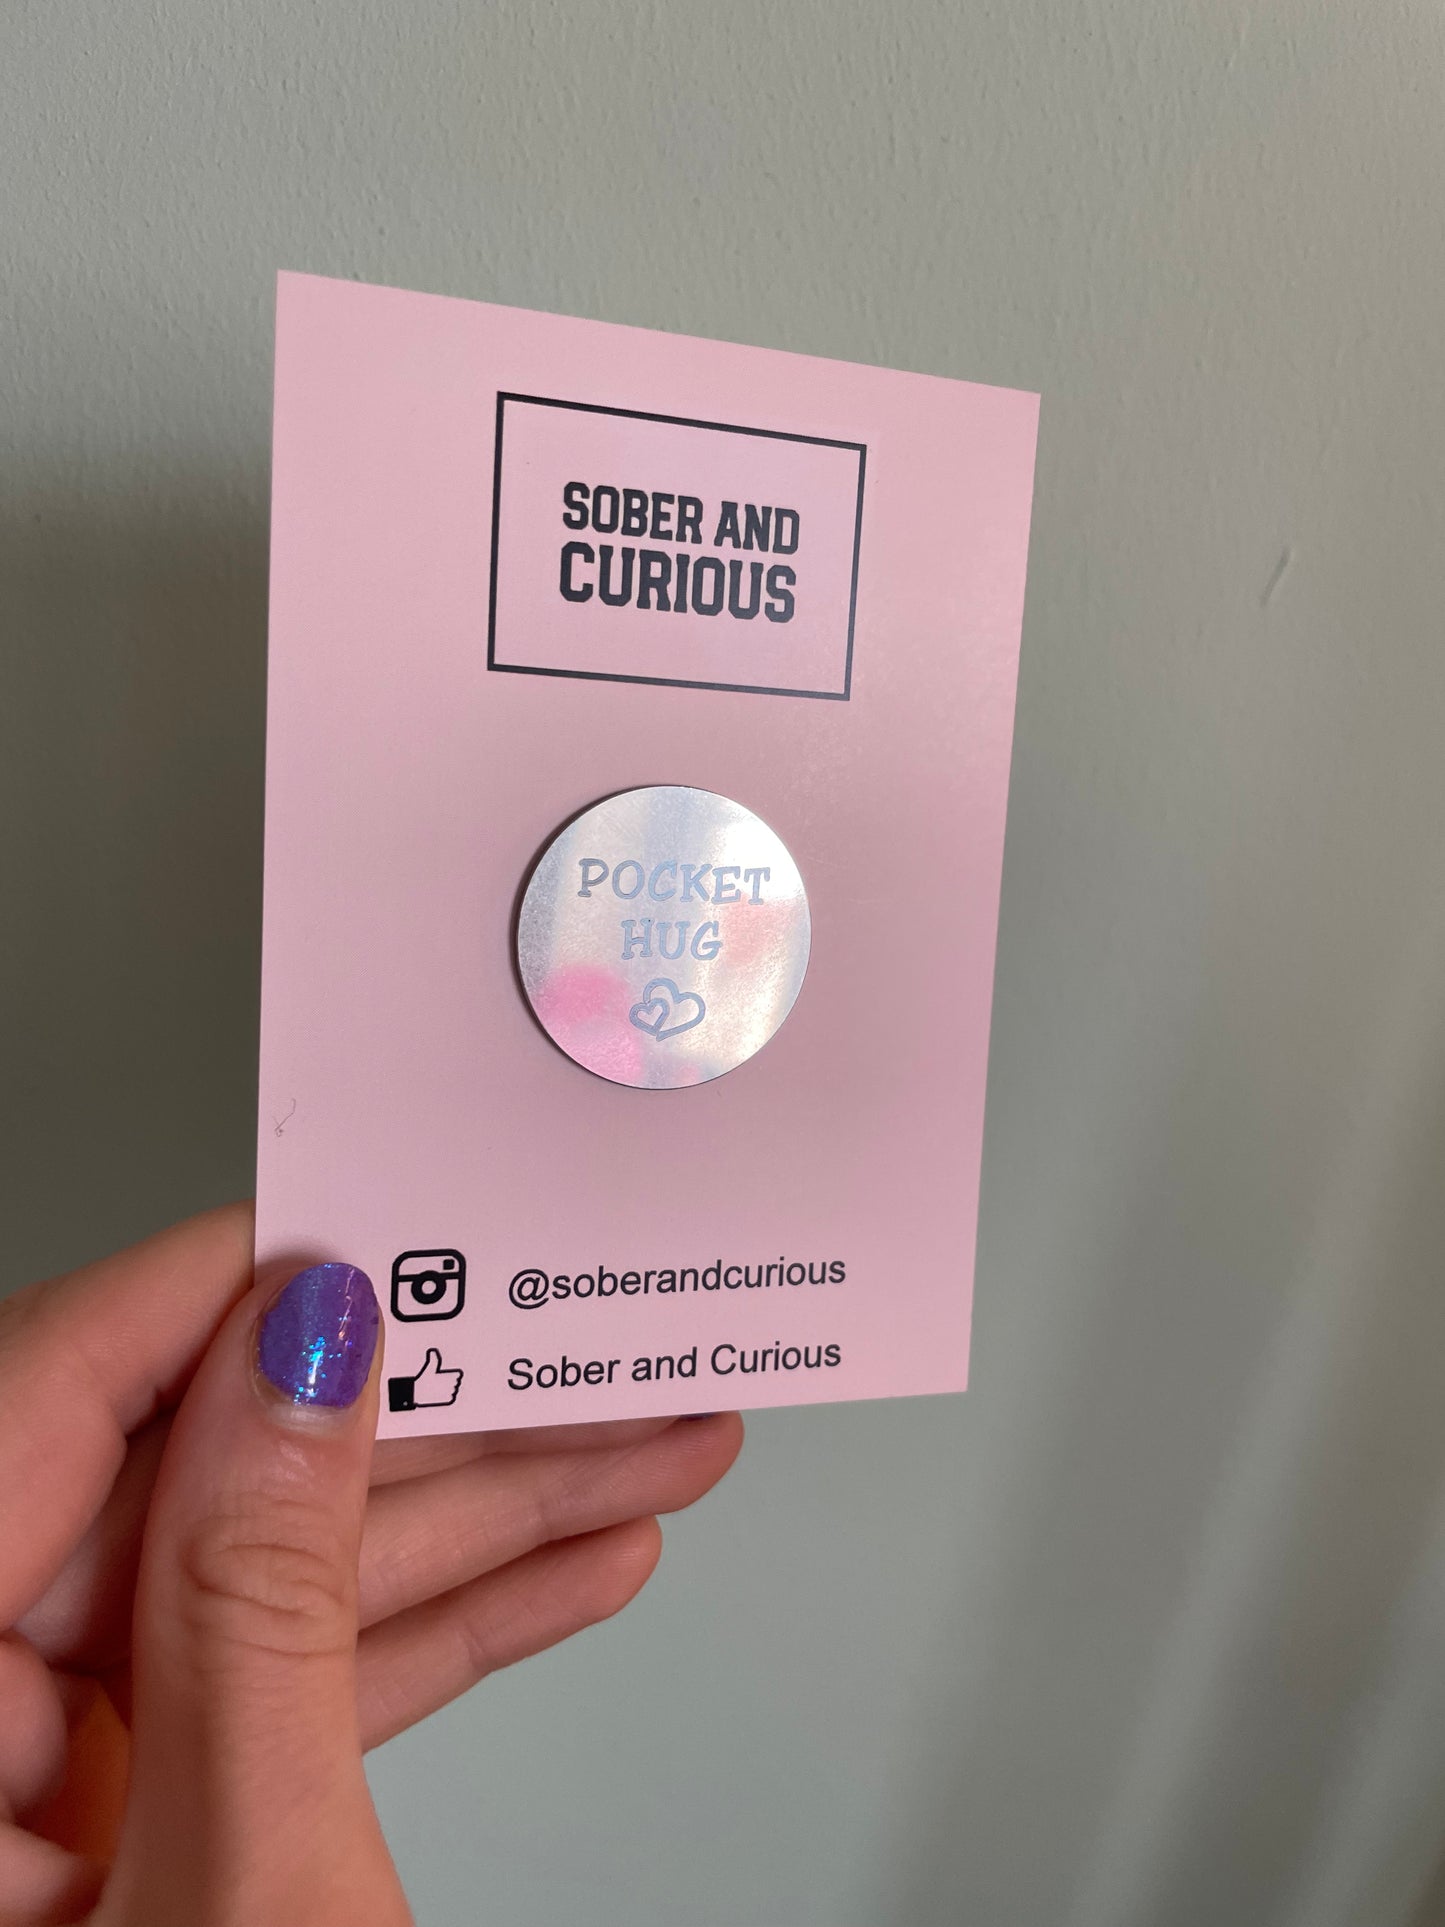 SOBER AND
CURIOUS
POCKET
HUG
@soberandcurious
Sober and Curious